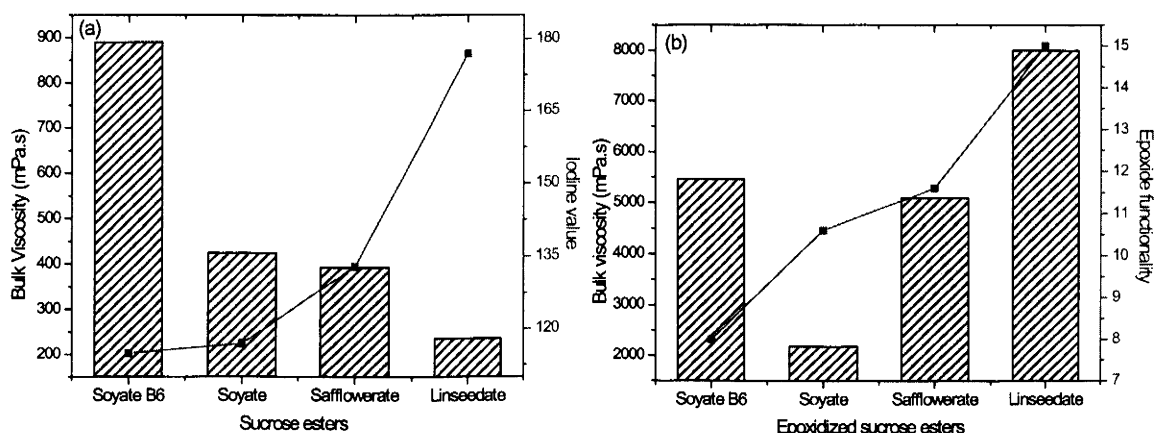 (a)
900
800
700
600
500
400
300
200
Bulk Viscosity (mPa.s)
180
165
150
135
120
Iodine value
Soyate B6 Soyate Safflowerate Linseedate
Sucrose esters
(b)
8000
7000
6000
5000
4000
3000
2000
Bulk viscosity (mPa.s)
15
14
13
12
11
10
9
8
7
Epoxide functionality
Soyate B6 Soyate Safflowerate Linseedate
Epoxidized sucrose esters